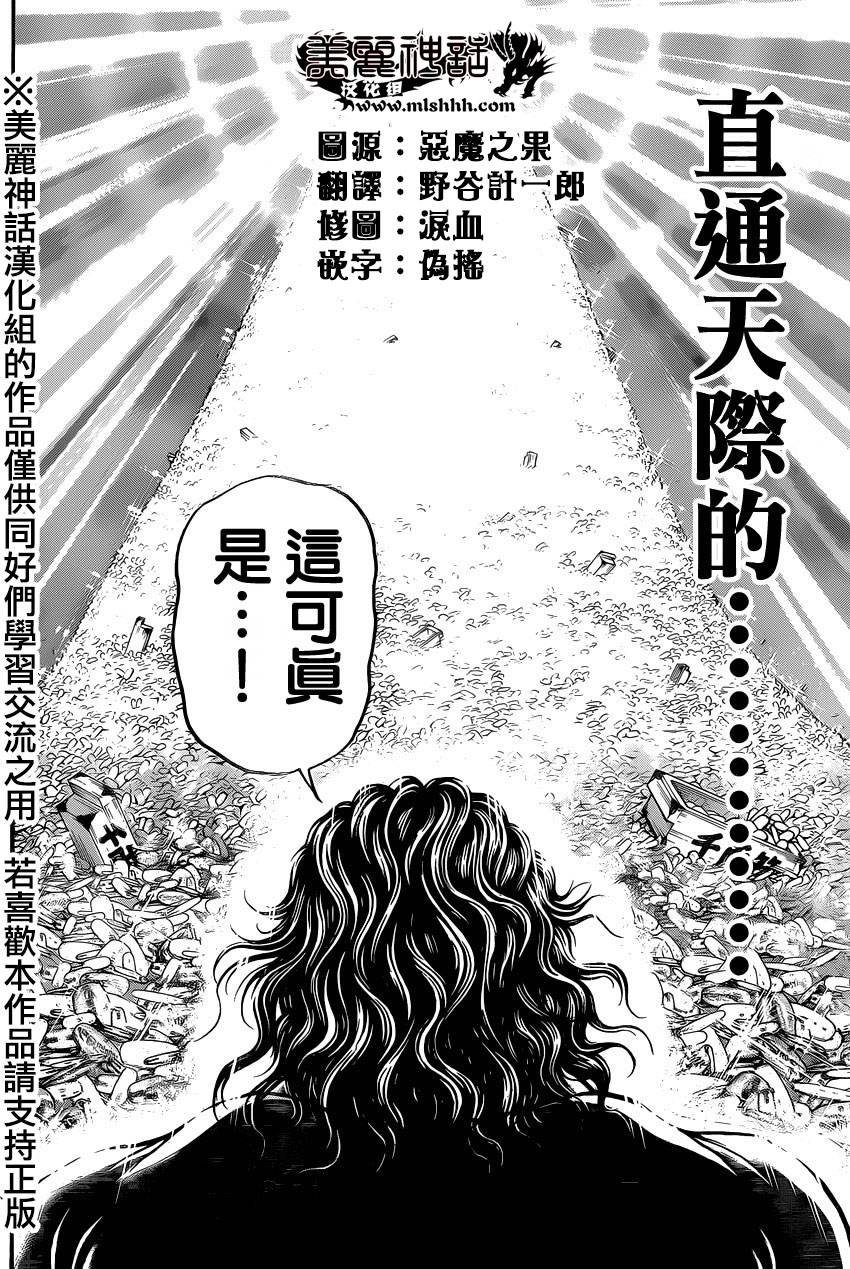 美麗神話
汉化组
www.mlshhh.com
圖源：惡魔之果
翻譯：野谷計一郎
修圖：淚血
嵌字：偽搖
直通天際的………………
這可真
是…！
※美麗神話漢化組的作品僅供同好們學習交流之用，若喜歡本作品請支持正版